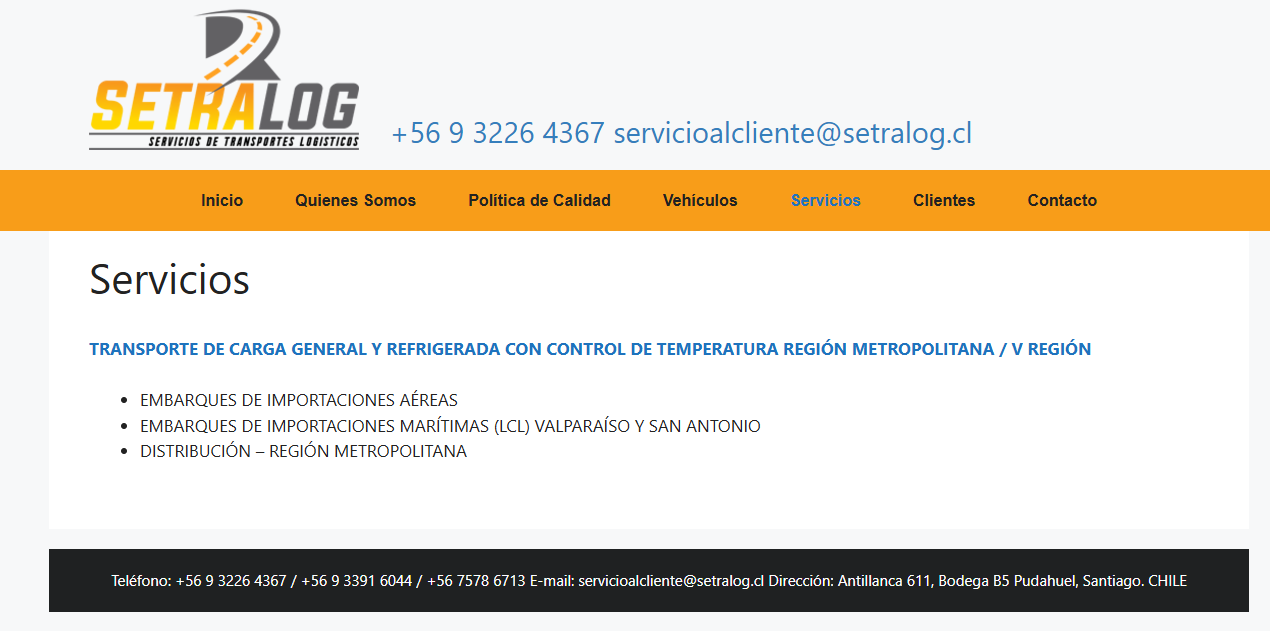 SETRALOG
SERVICIOS DE TRANSPORTES LOGISTICOS
+56 9 3226 4367 servicioalcliente@setralog.cl
Inicio Quienes Somos Política de Calidad Vehículos Servicios Clientes Contacto
Servicios
TRANSPORTE DE CARGA GENERAL Y REFRIGERADA CON CONTROL DE TEMPERATURA REGIÓN METROPOLITANA / V REGIÓN
• EMBARQUES DE IMPORTACIONES AÉREAS
• EMBARQUES DE IMPORTACIONES MARÍTIMAS (LCL) VALPARAÍSO Y SAN ANTONIO
• DISTRIBUCIÓN – REGIÓN METROPOLITANA
Teléfono: +56 9 3226 4367 / +56 9 3391 6044 / +56 7578 6713 E-mail: servicioalcliente@setralog.cl Dirección: Antillanca 611, Bodega B5 Pudahuel, Santiago. CHILE